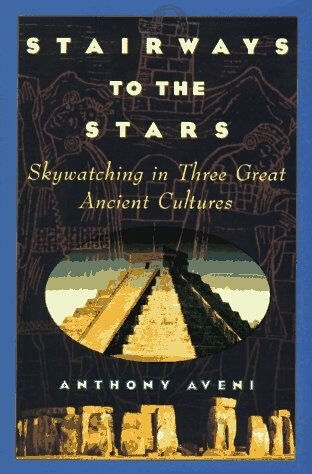 STAIRWAYS
TO THE
STARS
Skywatching in Three Great
Ancient Cultures
ANTHONY AVENI